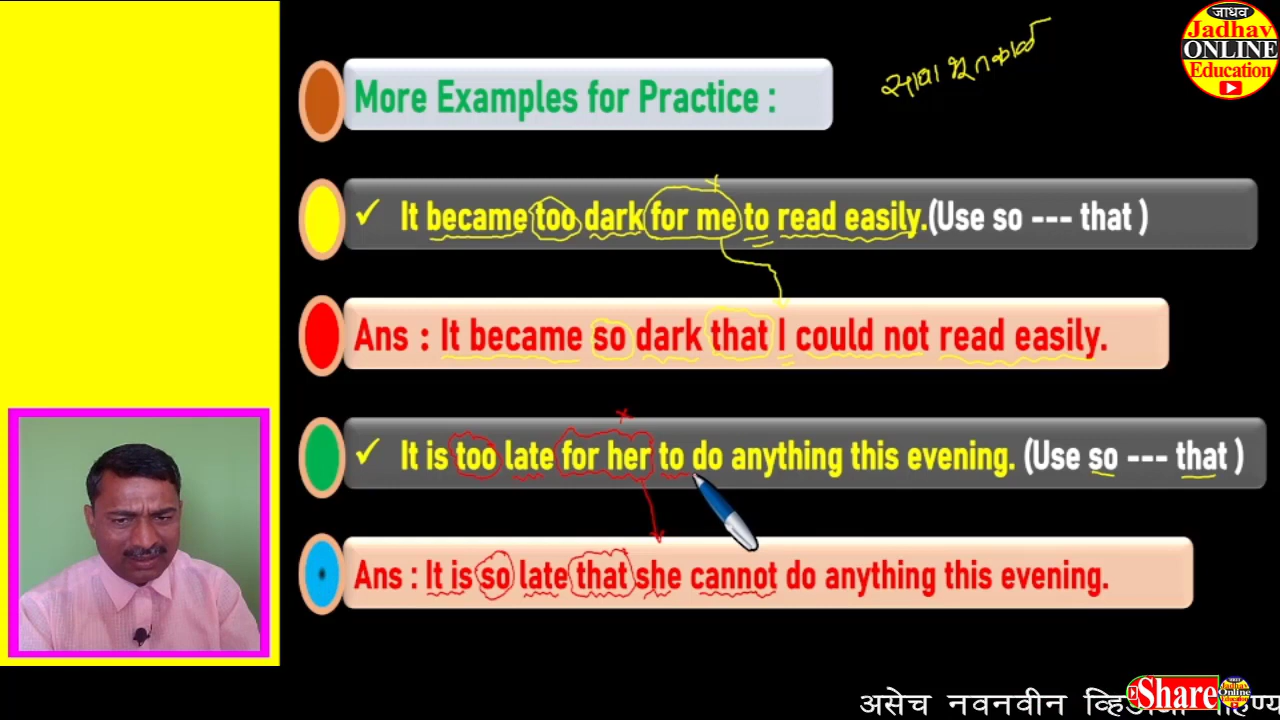 जाधव
Jadhav
ONLINE
Education
साधा भूतकाळ
More Examples for Practice :
✓ It became too dark for me to read easily.(Use so --- that )
Ans : It became so dark that I could not read easily.
✓ It is too late for her to do anything this evening. (Use so --- that )
Ans : It is so late that she cannot do anything this evening.
Share
Jadhav
Online
असेच नवनवीन